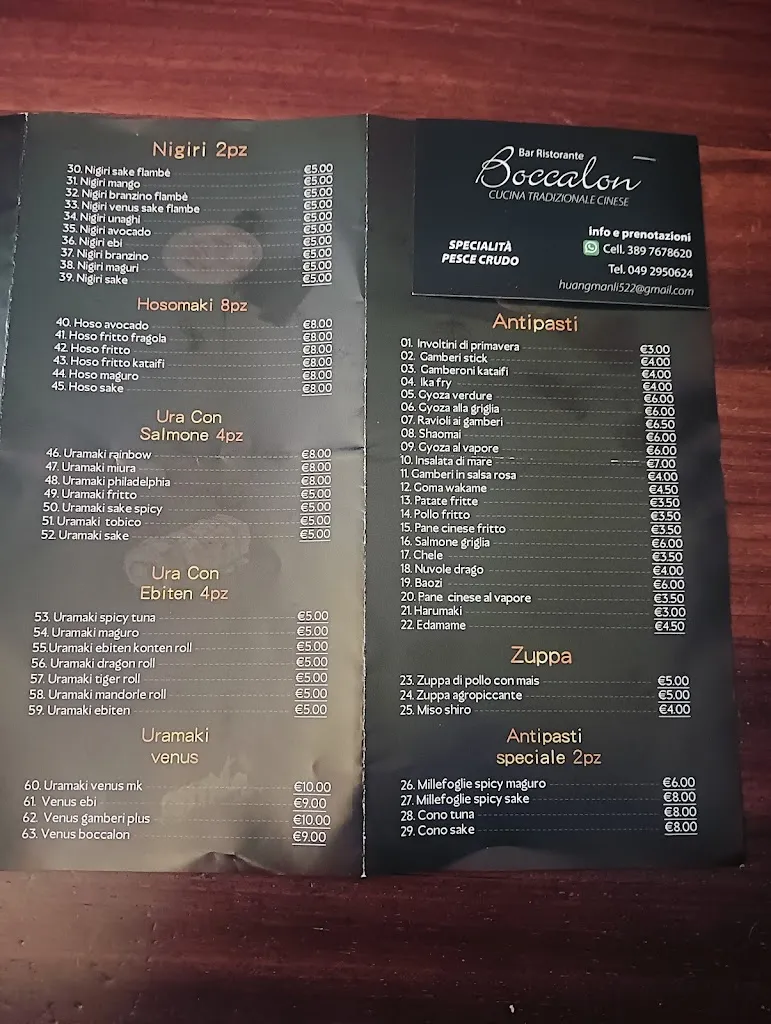 Nigiri 2pz
30. Nigiri sake flambè €5.00
31. Nigiri mango €5.00
32. Nigiri branzino flambè €5.00
33. Nigiri venus sake flambe €5.00
34. Nigiri unaghi €5.00
35. Nigiri avocado €5.00
36. Nigiri ebi €5.00
37. Nigiri branzino €5.00
38. Nigiri maguri €5.00
39. Nigiri sake €5.00
Hosomaki 8pz
40. Hoso avocado €8.00
41. Hoso fritto fragola €8.00
42. Hoso fritto €8.00
43. Hoso fritto kataifi €8.00
44. Hoso maguro €8.00
45. Hoso sake €8.00
Ura Con
Salmone 4pz
46. Uramaki rainbow €8.00
47. Uramaki miura €8.00
48. Uramaki philadelphia €8.00
49. Uramaki fritto €5.00
50. Uramaki sake spicy €5.00
51. Uramaki tobico €5.00
52. Uramaki sake €5.00
Ura Con
Ebiten 4pz
53. Uramaki spicy tuna €5.00
54. Uramaki maguro €5.00
55.Uramaki ebiten konten roll €5.00
56. Uramaki dragon roll €5.00
57. Uramaki tiger roll €5.00
58. Uramaki mandorle roll €5.00
59. Uramaki ebiten €5.00
Uramaki
venus
60. Uramaki venus mk €10.00
61. Venus ebi €9.00
62. Venus gamberi plus €10.00
63. Venus boccalon €9.00
Bar Ristorante
Boccalon
CUCINA TRADIZIONALE CINESE
SPECIALITÀ
PESCE CRUDO
Info e prenotazioni
Cell. 389 7678620
Tel. 049 2950624
huangmanli522@gmail.com
Antipasti
01. Involtini di primavera €3.00
02. Gamberi stick €4.00
03. Gamberoni kataifi €4.00
04. Ika fry €4.00
05. Gyoza verdure €6.00
06. Gyoza alla griglia €6.00
07. Ravioli ai gamberi €6.50
08. Shaomai €6.00
09. Gyoza al vapore €6.00
10. Insalata di mare €7.00
11. Gamberi in salsa rosa €4.00
12. Goma wakame €4.50
13. Patate fritte €3.50
14. Pollo fritto €3.50
15. Pane cinese fritto €3.50
16. Salmone griglia €6.00
17. Chele €3.50
18. Nuvole drago €4.00
19. Baozi €6.00
20. Pane cinese al vapore €3.50
21. Harumaki €3.00
22. Edamame €4.50
Zuppa
23. Zuppa di pollo con mais €5.00
24. Zuppa agropiccante €5.00
25. Miso shiro €4.00
Antipasti
speciale 2pz
26. Millefoglie spicy maguro €6.00
27. Millefoglie spicy sake €8.00
28. Cono tuna €8.00
29. Cono sake €8.00